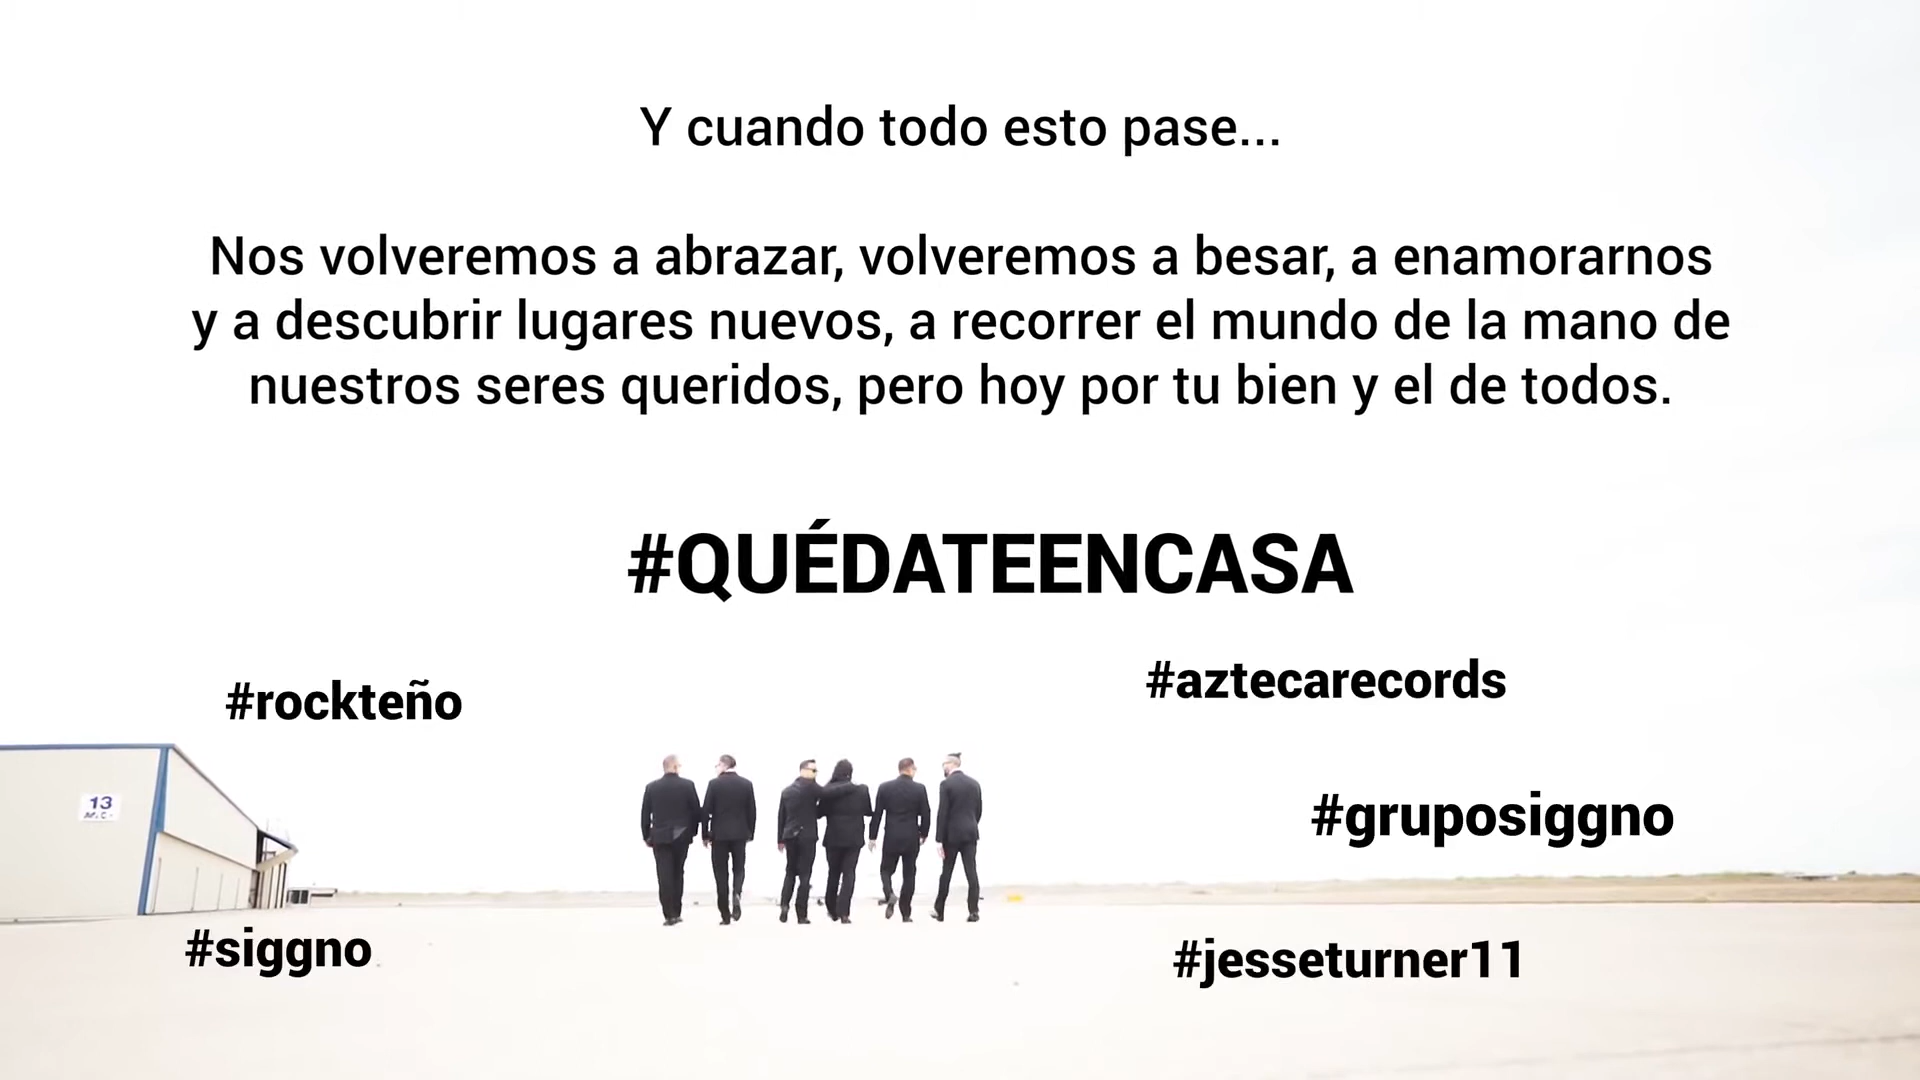 Y cuando todo esto pase...
Nos volveremos a abrazar, volveremos a besar, a enamorarnos
y a descubrir lugares nuevos, a recorrer el mundo de la mano de
nuestros seres queridos, pero hoy por tu bien y el de todos.
#QUÉDATEENCASA
#rockteño
#aztecarecords
13
#gruposiggno
#siggno
#jesseturner11